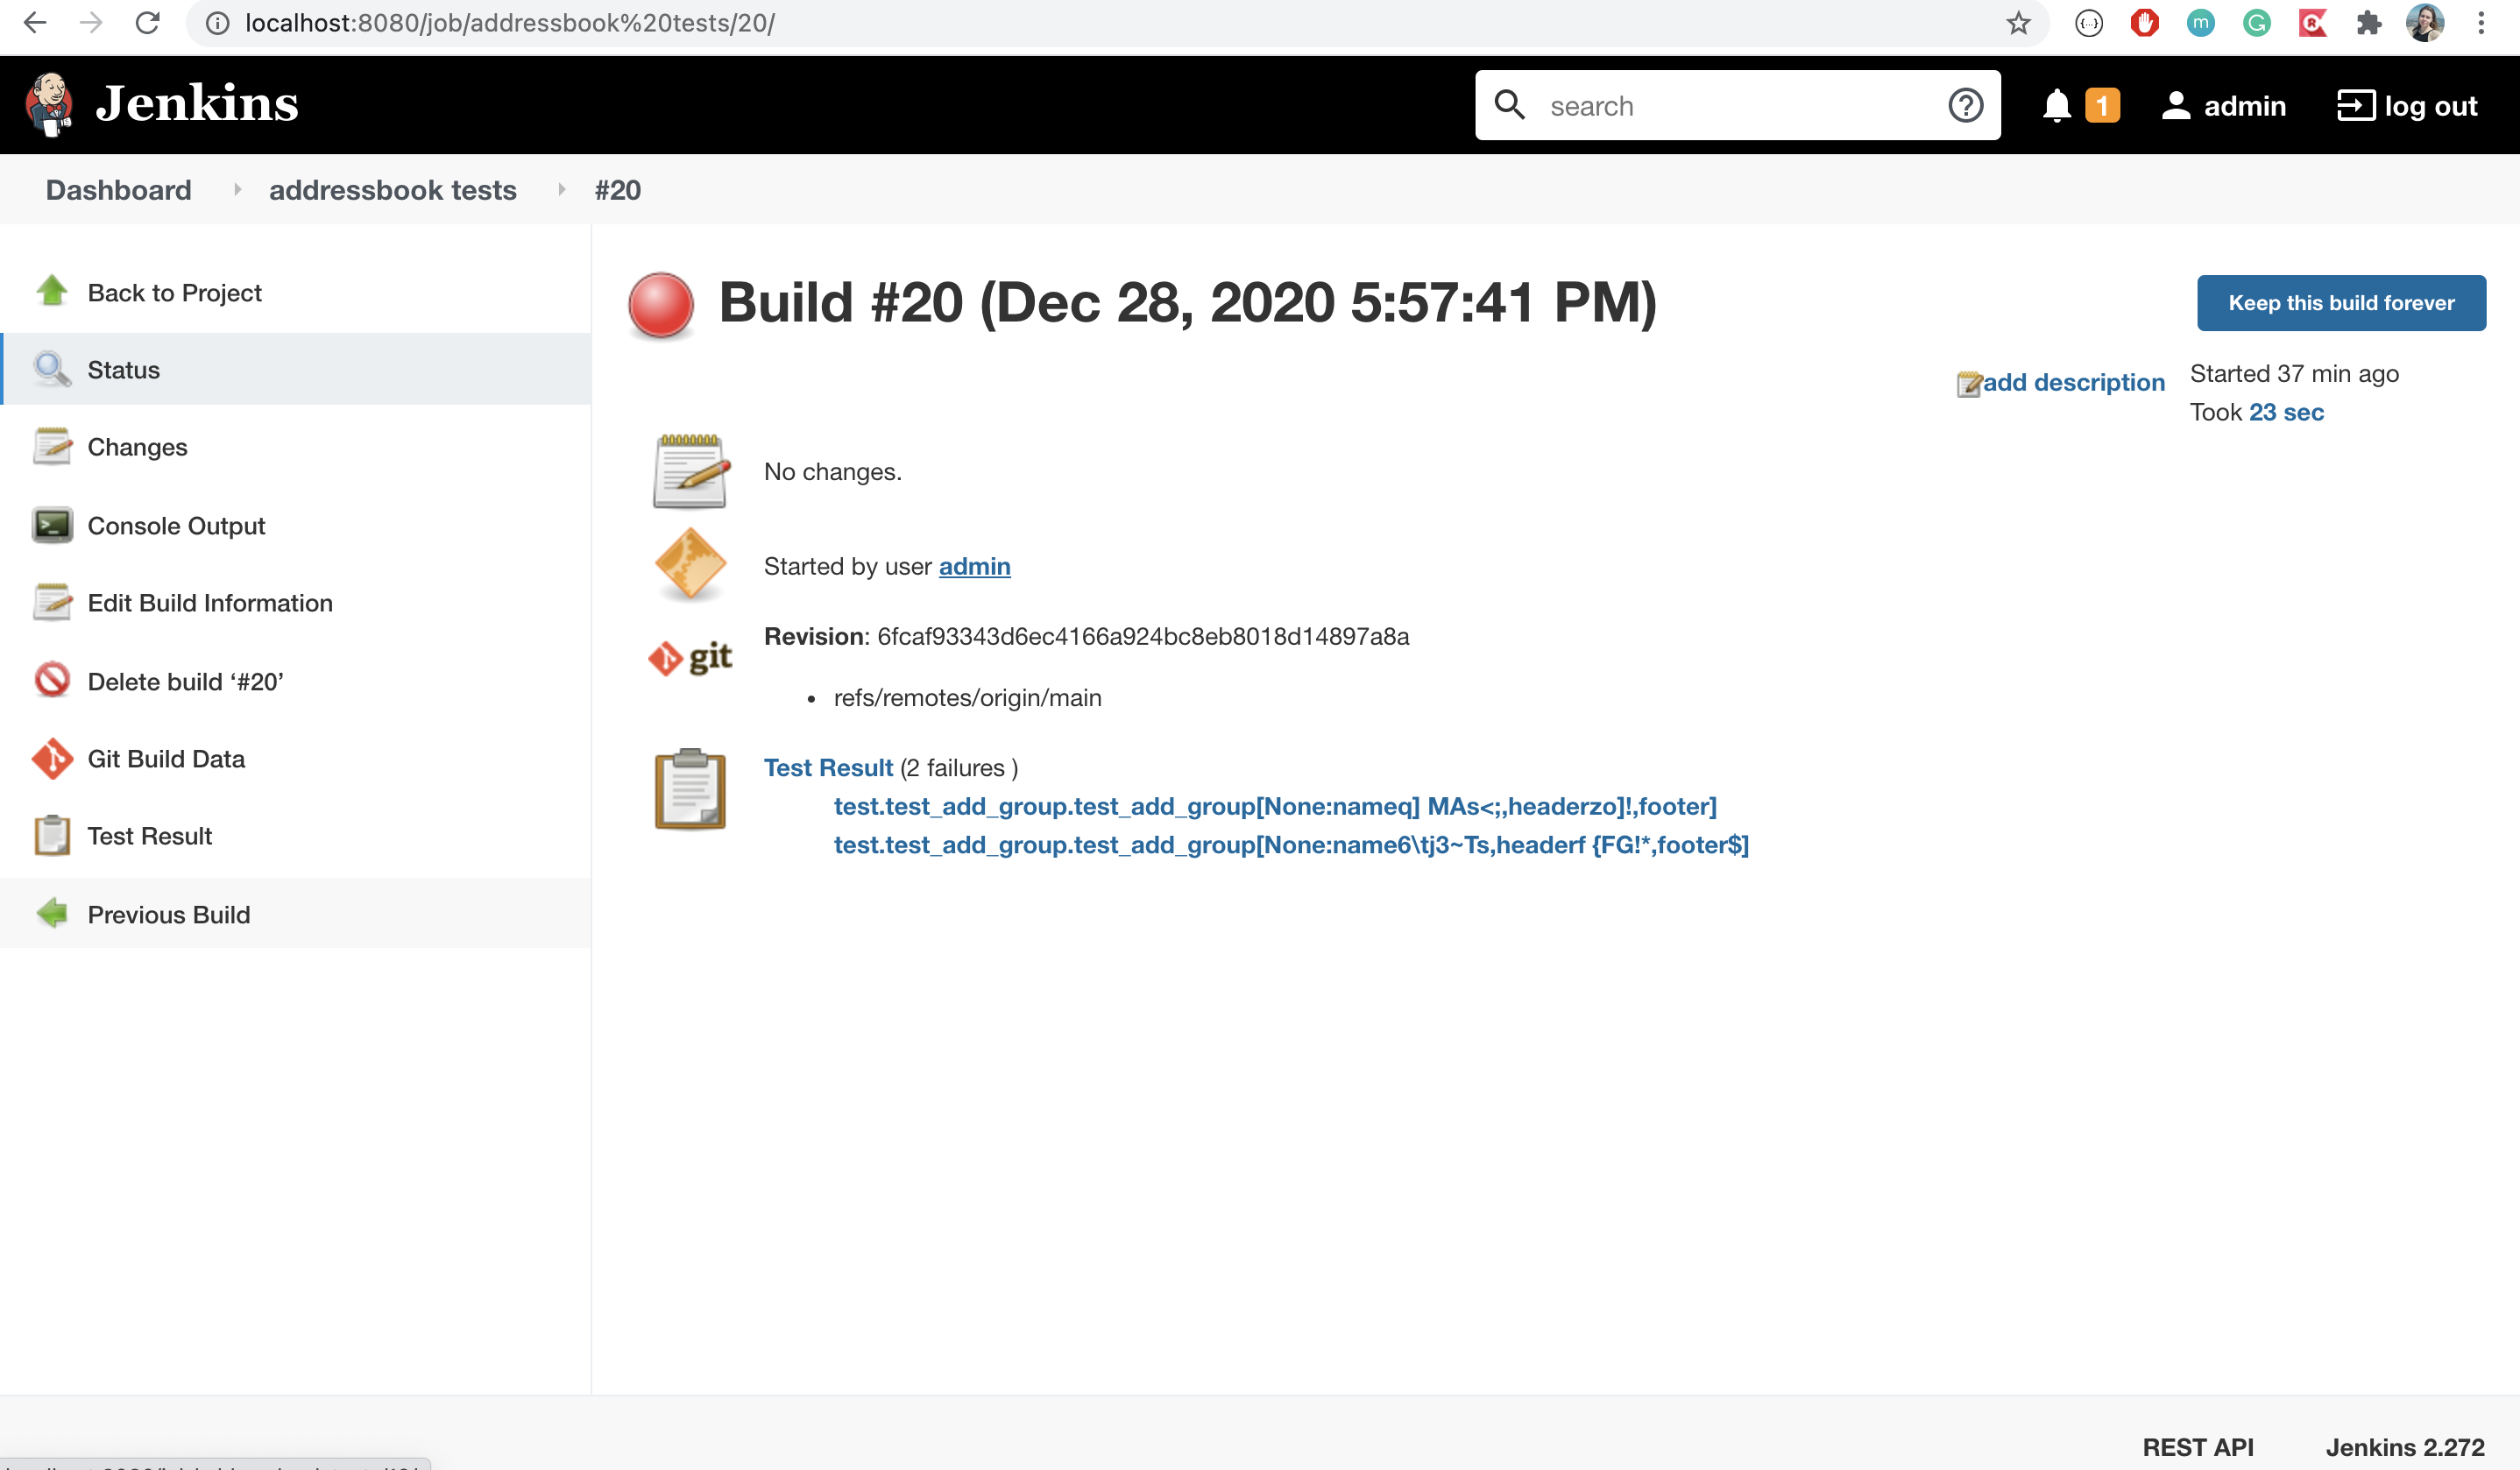 localhost:8080/job/addressbook%20tests/20/
Jenkins
search
1
admin
log out
Dashboard
addressbook tests
#20
Back to Project
Status
Changes
Console Output
Edit Build Information
Delete build ‘#20’
Git Build Data
Test Result
Previous Build
Build #20 (Dec 28, 2020 5:57:41 PM)
Keep this build forever
add description
Started 37 min ago
Took 23 sec
No changes.
Started by user admin
git
Revision: 6fcaf93343d6ec4166a924bc8eb8018d14897a8a
• refs/remotes/origin/main
Test Result (2 failures )
test.test_add_group.test_add_group[None:nameq] MAs<;,headerzo]!,footer]
test.test_add_group.test_add_group[None:name6\tj3~Ts,headerf {FG!*,footer$]
REST API
Jenkins 2.272